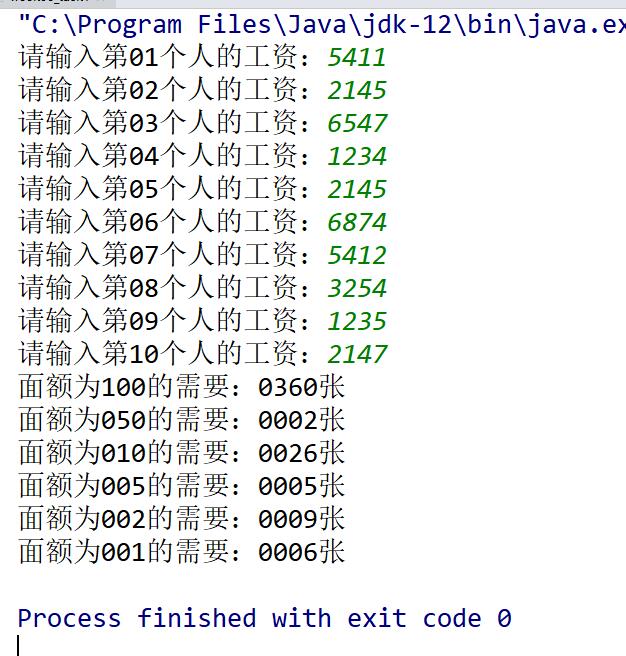 "C:\Program Files\Java\jdk-12\bin\java.ex
请输入第01个人的工资：5411
请输入第02个人的工资：2145
请输入第03个人的工资：6547
请输入第04个人的工资：1234
请输入第05个人的工资：2145
请输入第06个人的工资：6874
请输入第07个人的工资：5412
请输入第08个人的工资：3254
请输入第09个人的工资：1235
请输入第10个人的工资：2147
面额为100的需要：0360张
面额为050的需要：0002张
面额为010的需要：0026张
面额为005的需要：0005张
面额为002的需要：0009张
面额为001的需要：0006张
Process finished with exit code 0